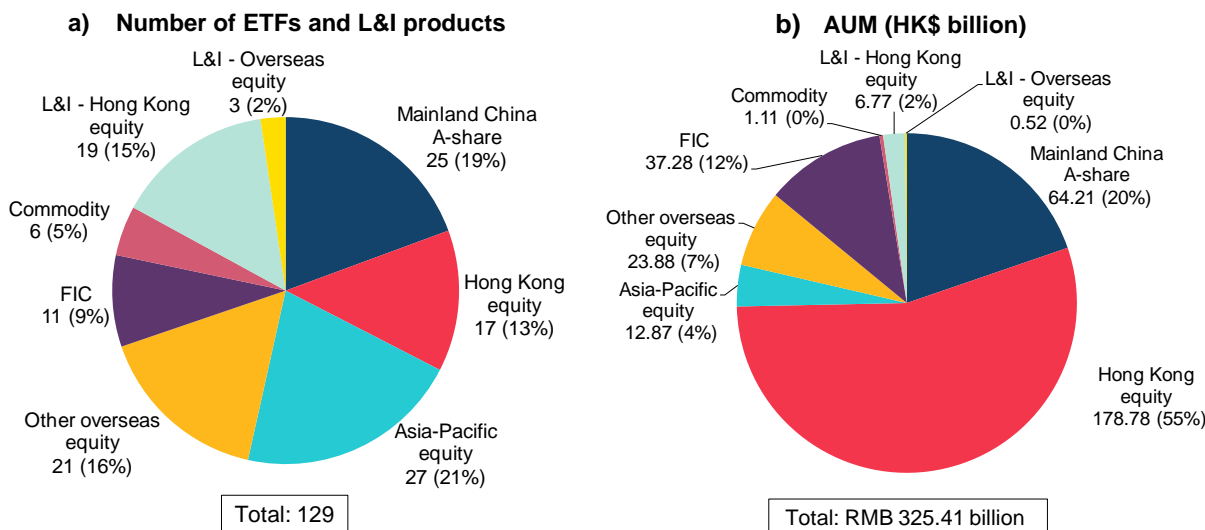 a) Number of ETFs and L&I products
L&I - Overseas
equity
3 (2%)
L&I - Hong Kong
equity
19 (15%)
Mainland China
A-share
25 (19%)
Commodity
6 (5%)
FIC
11 (9%)
Hong Kong
equity
17 (13%)
Other overseas
equity
21 (16%)
Asia-Pacific
equity
27 (21%)
Total: 129
b) AUM (HK$ billion)
L&I - Hong Kong
equity
6.77 (2%)
L&I - Overseas
equity
0.52 (0%)
Commodity
1.11 (0%)
FIC
37.28 (12%)
Mainland China
A-share
64.21 (20%)
Other overseas
equity
23.88 (7%)
Asia-Pacific
equity
12.87 (4%)
Hong Kong
equity
178.78 (55%)
Total: RMB 325.41 billion